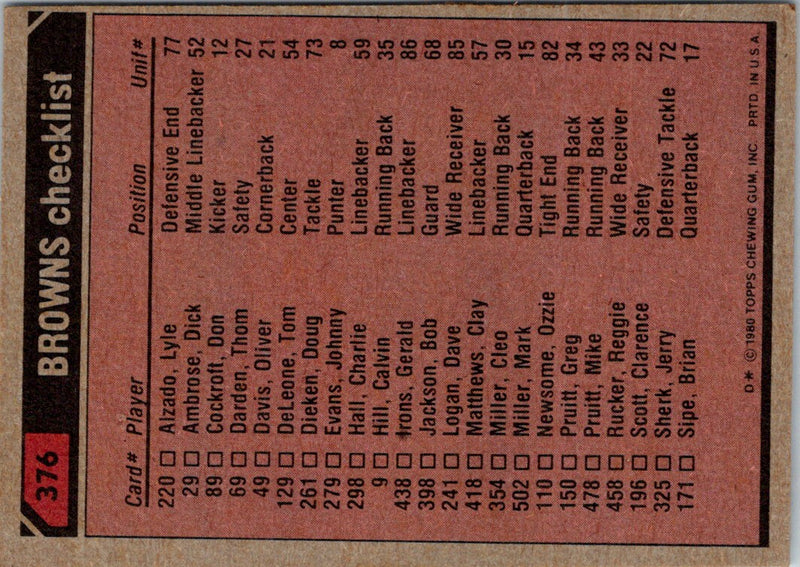 376 BROWNS checklist
Card# Player Position Unit#
220 Alzado, Lyle Defensive End 77
29 Ambrose, Dick Middle Linebacker 52
89 Cockroft, Don Kicker 12
69 Darden, Thom Safety 27
49 Davis, Oliver Cornerback 21
129 DeLeone, Tom Center 54
261 Dieken, Doug Tackle 73
279 Evans, Johnny Punter 8
298 Hall, Charlie Linebacker 59
9 Hill, Calvin Running Back 35
438 Irons, Gerald Linebacker 86
398 Jackson, Bob Guard 68
241 Logan, Dave Wide Receiver 85
418 Matthews, Clay Linebacker 57
354 Miller, Cleo Running Back 30
502 Miller, Mark Quarterback 15
110 Newsome, Ozzie Tight End 82
150 Pruitt, Greg Running Back 34
478 Pruitt, Mike Running Back 43
458 Rucker, Reggie Wide Receiver 33
196 Scott, Clarence Safety 22
325 Sherk, Jerry Defensive Tackle 72
171 Sipe, Brian Quarterback 17
D* © 1980 TOPPS CHEWING GUM, INC. PRTD IN U.S.A.